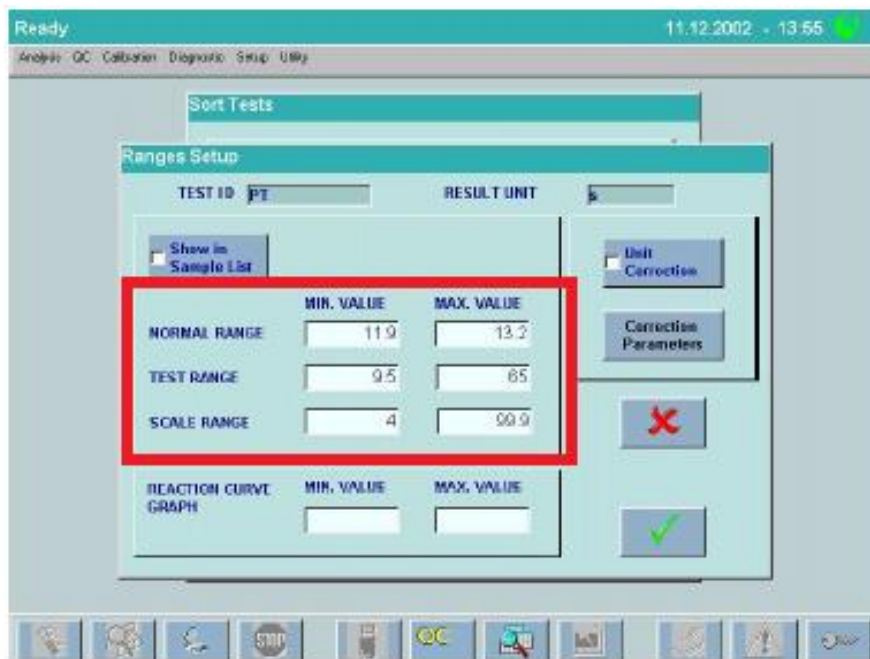 Ready 11.12.2002 - 13:55
Analysis QC Calibration Diagnostic Setup Utility
Sort Tests
Ranges Setup
TEST ID PT RESULT UNIT s
Show in
Sample List
Unit
Correction
MIN. VALUE MAX. VALUE
NORMAL RANGE 11.9 13.2
Correction
Parameters
TEST RANGE 9.5 65
SCALE RANGE 4 99.9
REACTION CURVE
GRAPH
MIN. VALUE MAX. VALUE
STOP QC